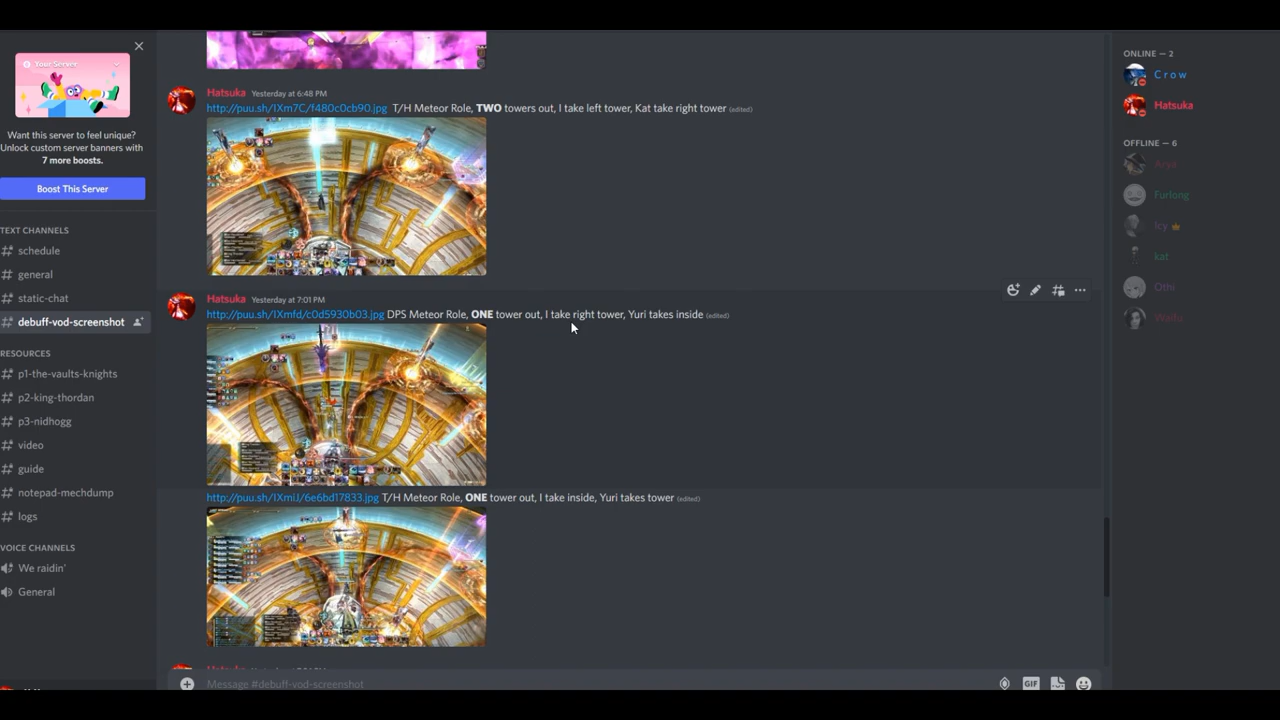 Your Server
Want this server to feel unique?
Unlock custom server banners with
7 more boosts.
Boost This Server
TEXT CHANNELS
# schedule
# general
# static-chat
# debuff-vod-screenshot
RESOURCES
# p1-the-vaults-knights
# p2-king-thordan
# p3-nidhogg
# video
# guide
# notepad-mechdump
# logs
VOICE CHANNELS
We raidin'
General
Hatsuka Yesterday at 6:48 PM
http://puu.sh/IXm7C/f480c0cb90.jpg T/H Meteor Role, TWO towers out, I take left tower, Kat take right tower (edited)
Hatsuka Yesterday at 7:01 PM
http://puu.sh/IXmfd/c0d5930b03.jpg DPS Meteor Role, ONE tower out, I take right tower, Yuri takes inside (edited)
http://puu.sh/IXmlJ/6e6bd17833.jpg T/H Meteor Role, ONE tower out, I take inside, Yuri takes tower (edited)
Hatsuka
Message #debuff-vod-screenshot
GIF
ONLINE — 2
Crow
Hatsuka
OFFLINE — 6
Arya
Furlong
Icy
kat
Othi
Waifu